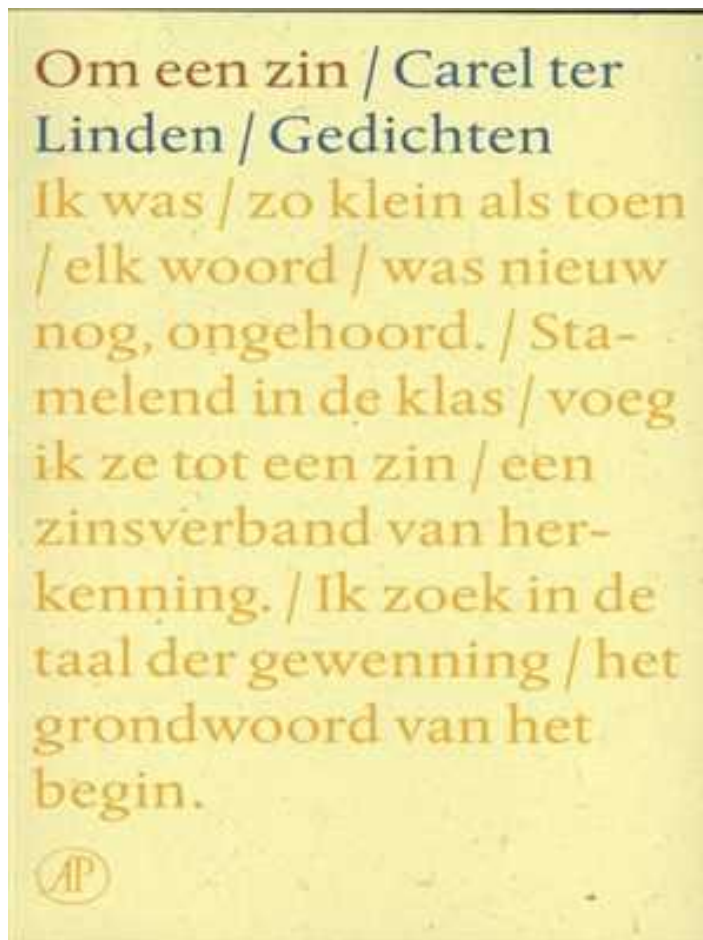 Om een zin / Carel ter
Linden / Gedichten
Ik was / zo klein als toen
/ elk woord / was nieuw
nog, ongehoord. / Sta-
melend in de klas / voeg
ik ze tot een zin / een
zinsverband van her-
kenning. / Ik zoek in de
taal der gewenning / het
grondwoord van het
begin.
AP